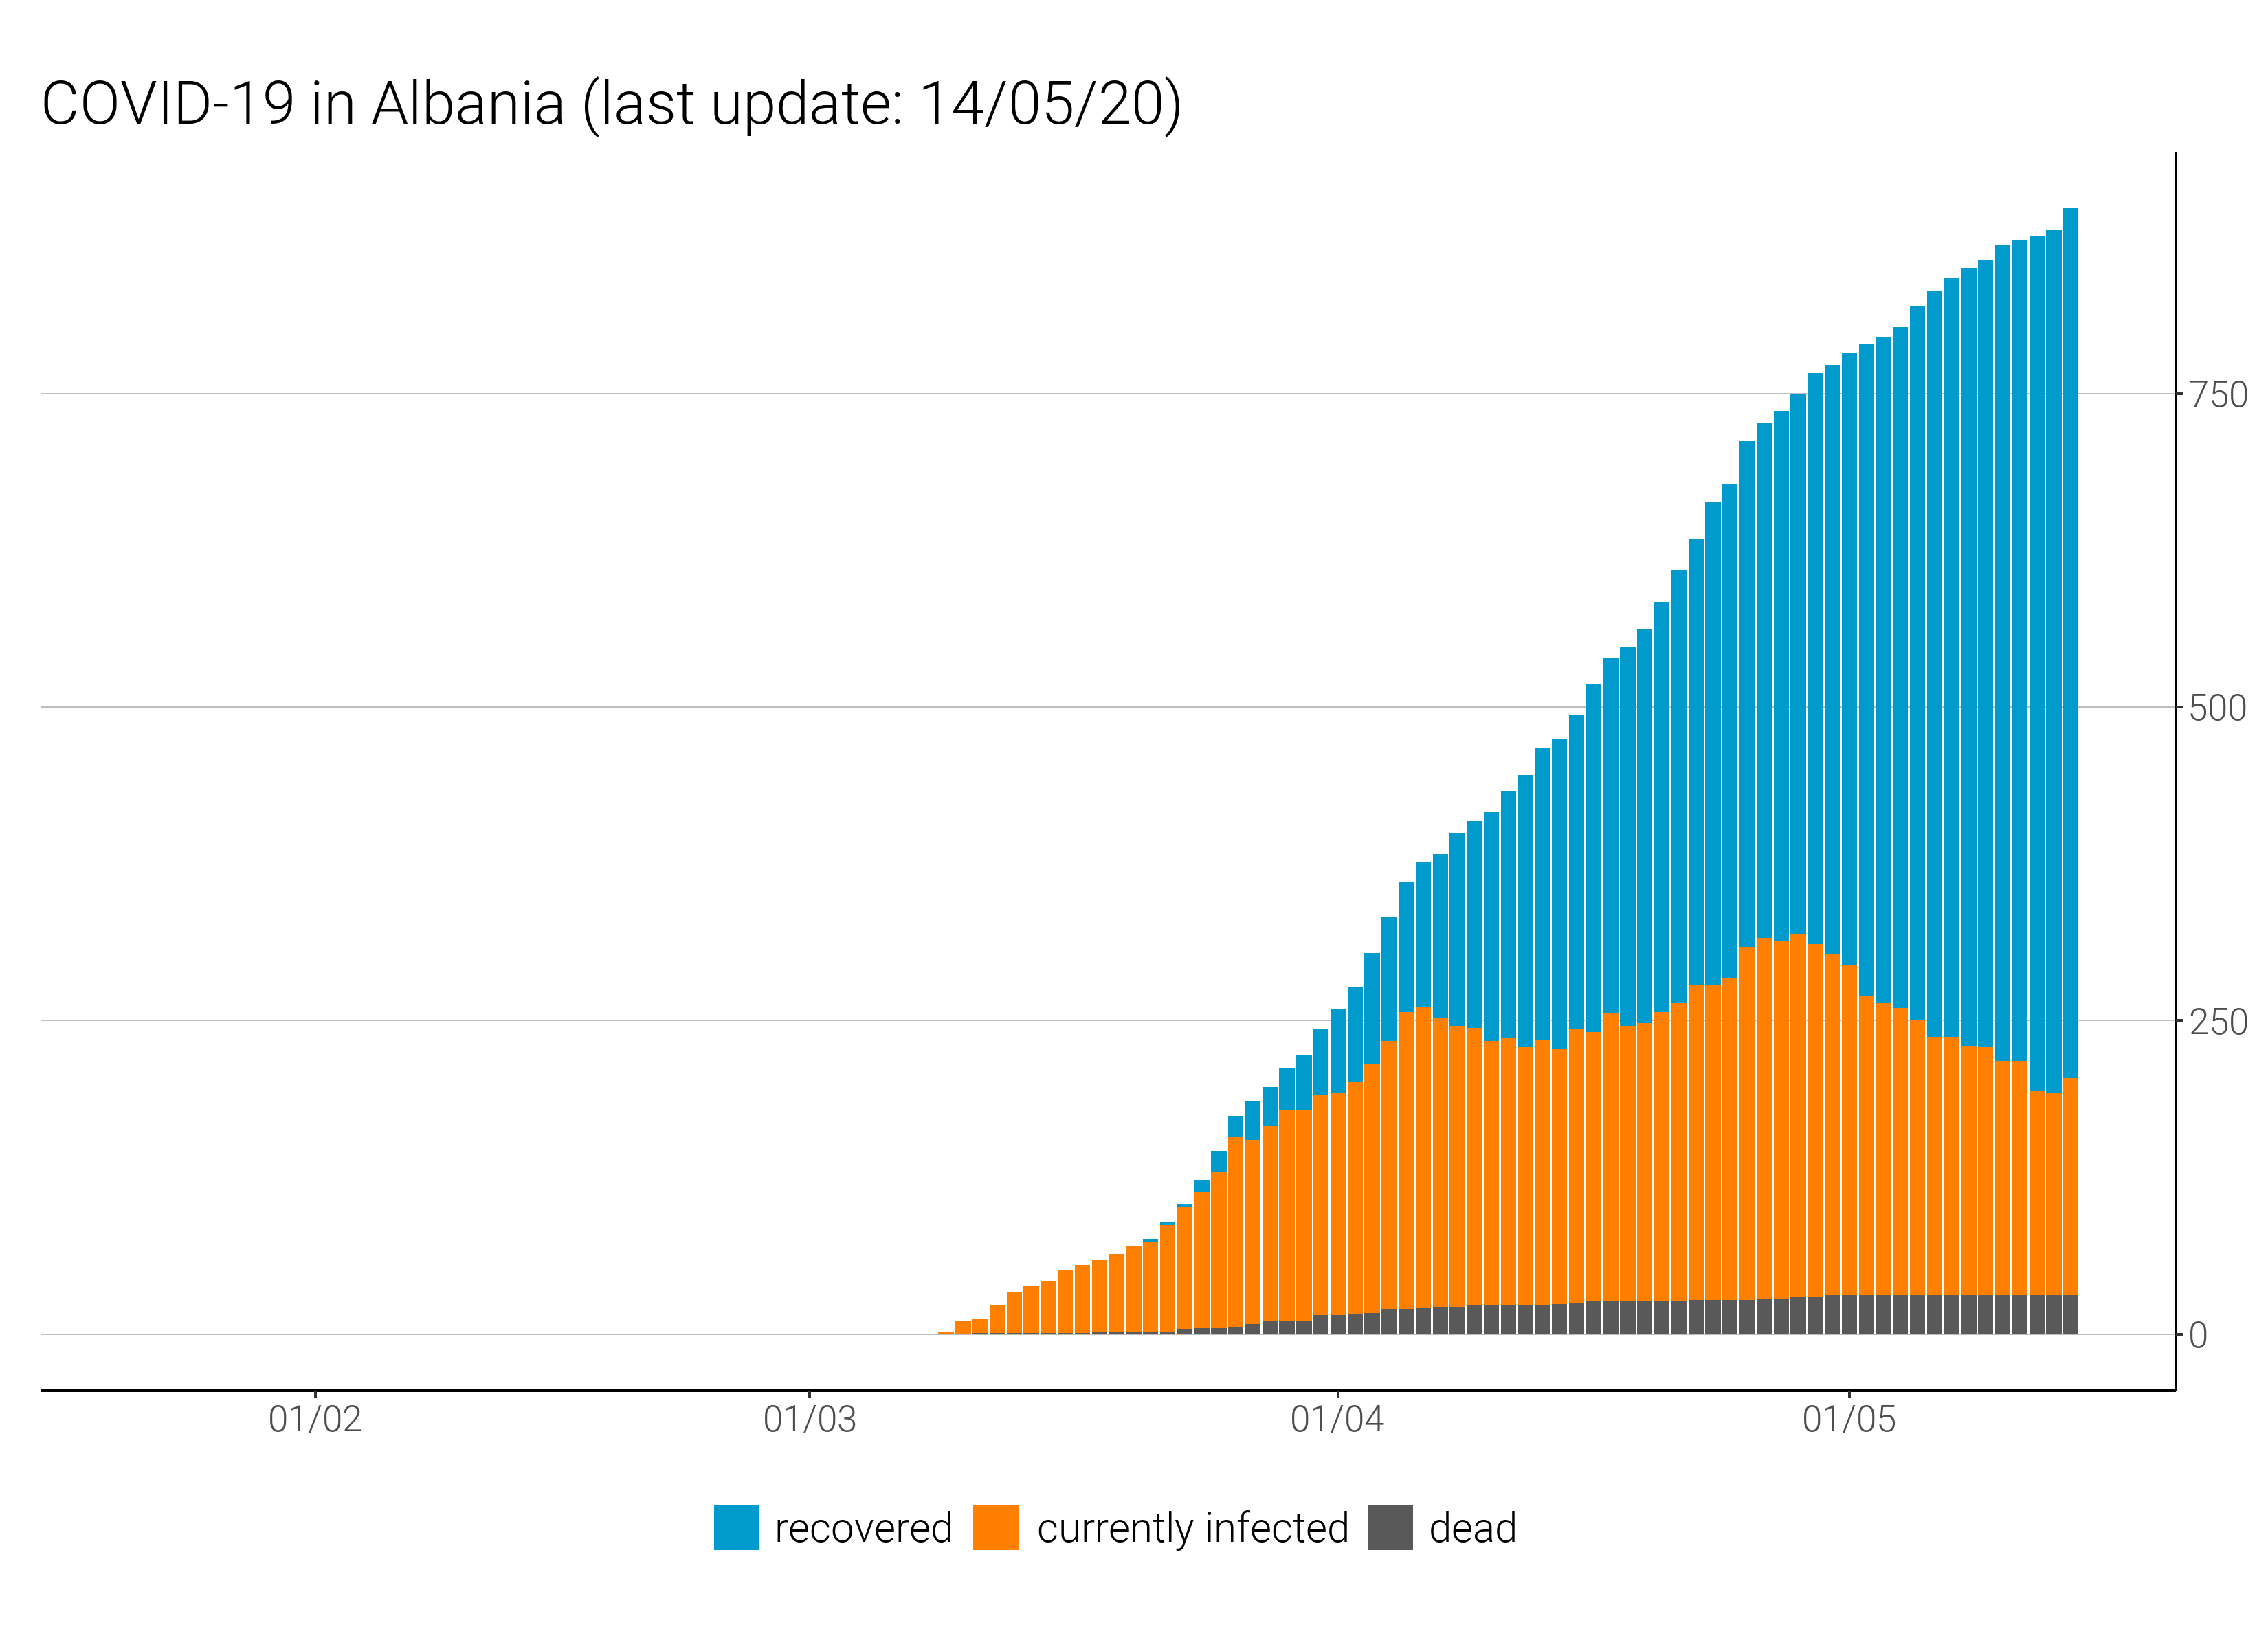 COVID-19 in Albania (last update: 14/05/20)
750
500
250
0
01/02 01/03 01/04 01/05
recovered currently infected dead